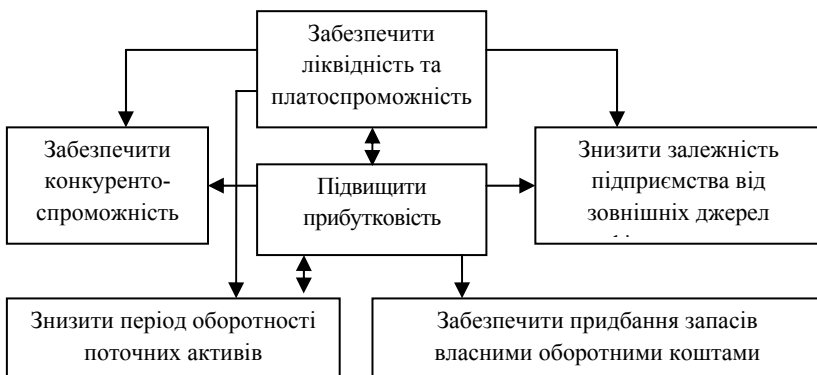 Забезпечити
ліквідність та
платоспроможність
Забезпечити
конкуренто-
спроможність
Підвищити
прибутковість
Знизити залежність
підприємства від
зовнішніх джерел
Знизити період оборотності
поточних активів
Забезпечити придбання запасів
власними оборотними коштами